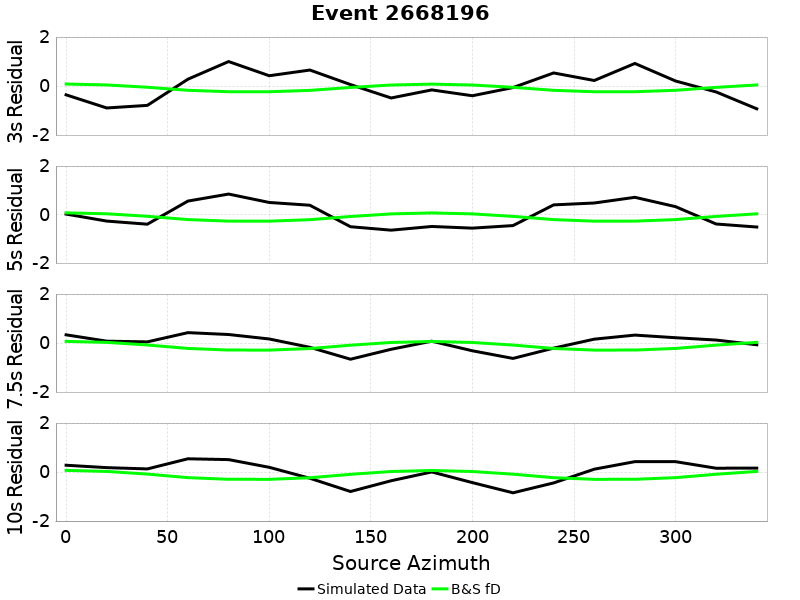 Event 2668196
3s Residual
2
0
-2
5s Residual
2
0
-2
7.5s Residual
2
0
-2
10s Residual
2
0
-2
0 50 100 150 200 250 300
Source Azimuth
Simulated Data B&S fD